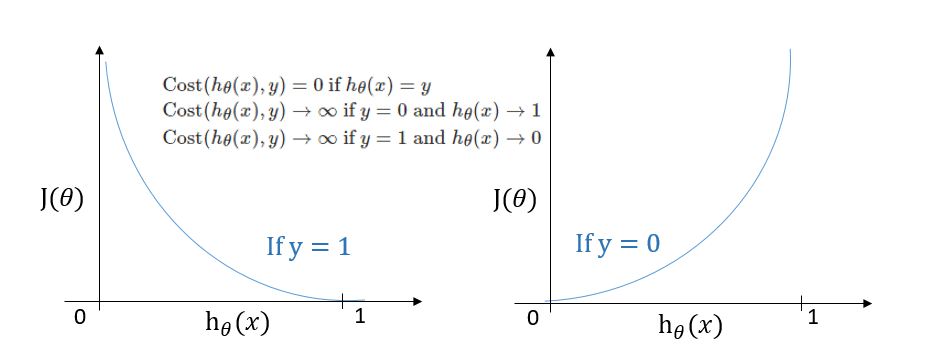 Cost(hθ(x), y) = 0 if hθ(x) = y
Cost(hθ(x), y) → ∞ if y = 0 and hθ(x) → 1
Cost(hθ(x), y) → ∞ if y = 1 and hθ(x) → 0
J(θ)
If y = 1
0
hθ(x)
1
J(θ)
If y = 0
0
hθ(x)
1